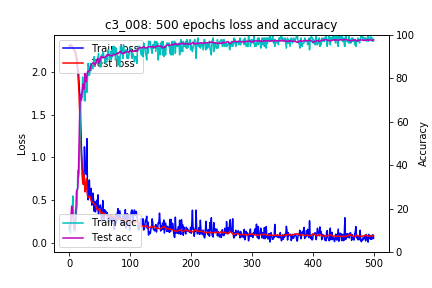 c3_008: 500 epochs loss and accuracy
Train loss
Test loss
Train acc
Test acc
Loss
Accuracy
2.0
1.5
1.0
0.5
0.0
100
80
60
40
20
0
0 100 200 300 400 500